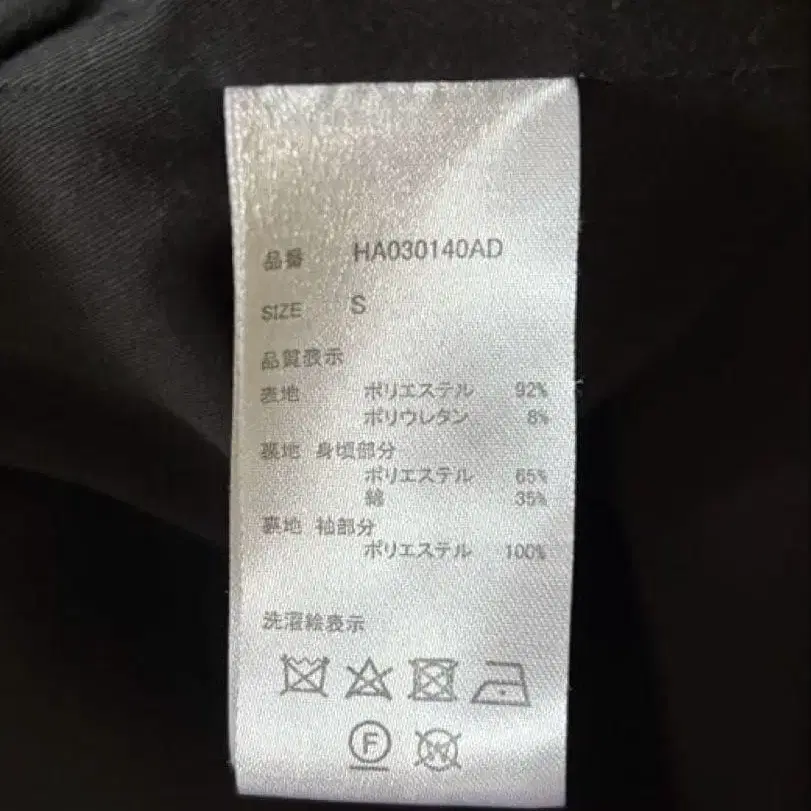 品番 HA030140AD
SIZE S
品質表示
表地 ポリエステル 92%
ポリウレタン 8%
裏地 身頃部分
ポリエステル 65%
綿 35%
裏地 袖部分
ポリエステル 100%
洗濯絵表示
F W